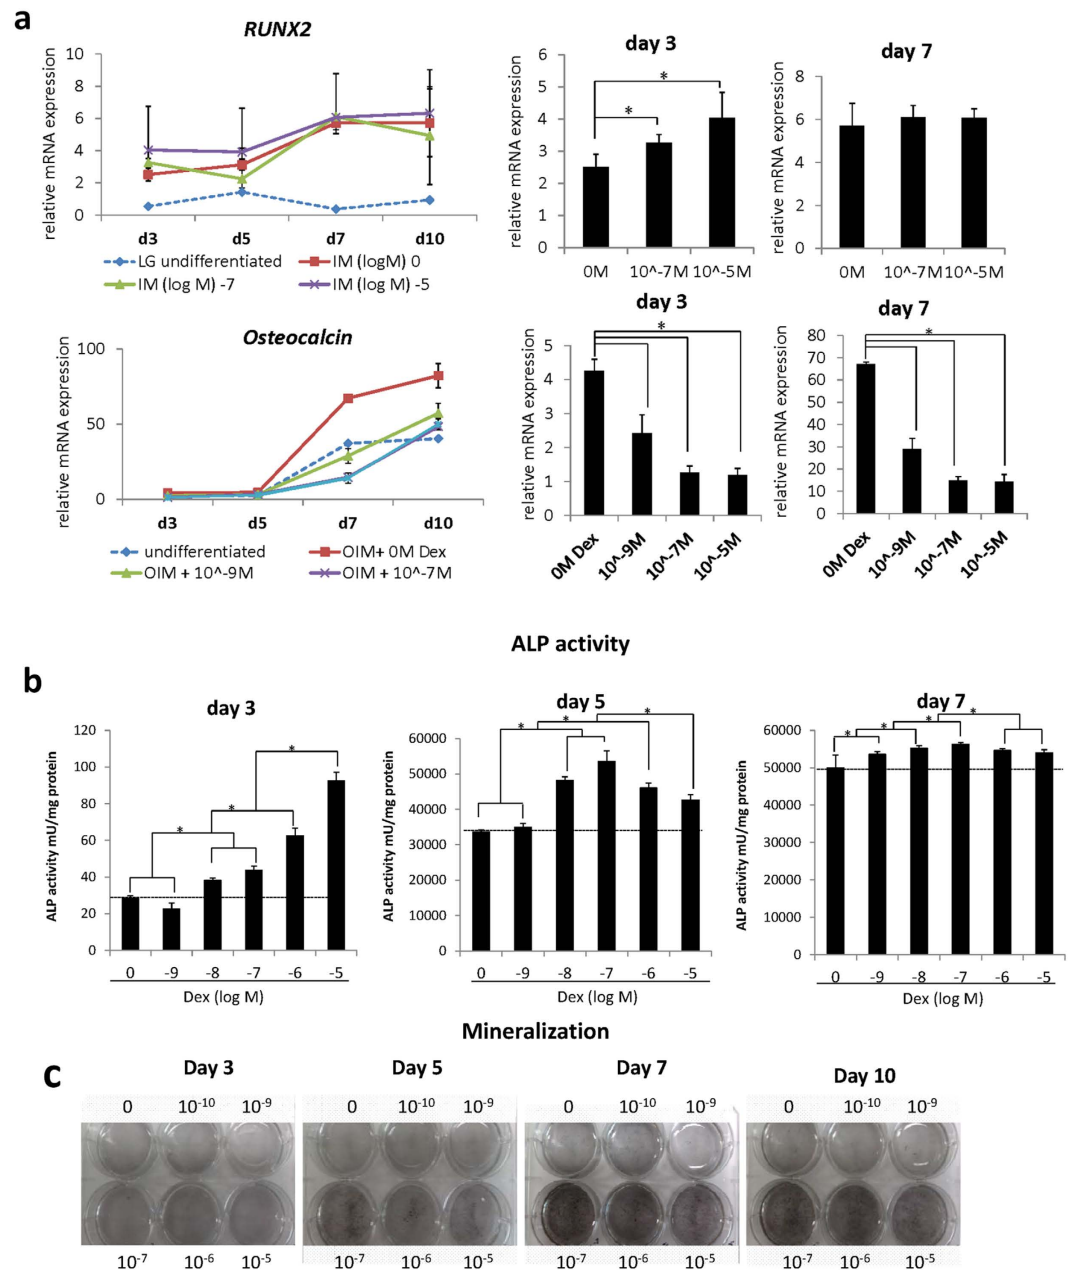 a
RUNX2
relative mRNA expression
10
8
6
4
2
0
d3 d5 d7 d10
LG undifferentiated IM (logM) 0
IM (log M) -7 IM (log M) -5
day 3
relative mRNA expression
6
5
4
3
2
1
0
* *
0M 10^-7M 10^-5M
day 7
relative mRNA expression
8
6
4
2
0
0M 10^-7M 10^-5M
Osteocalcin
relative mRNA expression
100
50
0
d3 d5 d7 d10
undifferentiated OIM+ 0M Dex
OIM + 10^-9M OIM + 10^-7M
day 3
relative mRNA expression
5
4
3
2
1
0
*
0M Dex 10^-9M 10^-7M 10^-5M
day 7
relative mRNA expression
80
70
60
50
40
30
20
10
0
*
0M Dex 10^-9M 10^-7M 10^-5M
ALP activity
b
day 3
ALP activity mU/mg protein
120
100
80
60
40
20
0
* * *
0 -9 -8 -7 -6 -5
Dex (log M)
day 5
ALP activity mU/mg protein
60000
50000
40000
30000
20000
10000
0
* * *
0 -9 -8 -7 -6 -5
Dex (log M)
day 7
ALP activity mU/mg protein
60000
50000
40000
30000
20000
10000
0
* * *
0 -9 -8 -7 -6 -5
Dex (log M)
Mineralization
c
Day 3 Day 5 Day 7 Day 10
0 10-10 10-9 0 10-10 10-9 0 10-10 10-9 0 10-10 10-9
10-7 10-6 10-5 10-7 10-6 10-5 10-7 10-6 10-5 10-7 10-6 10-5